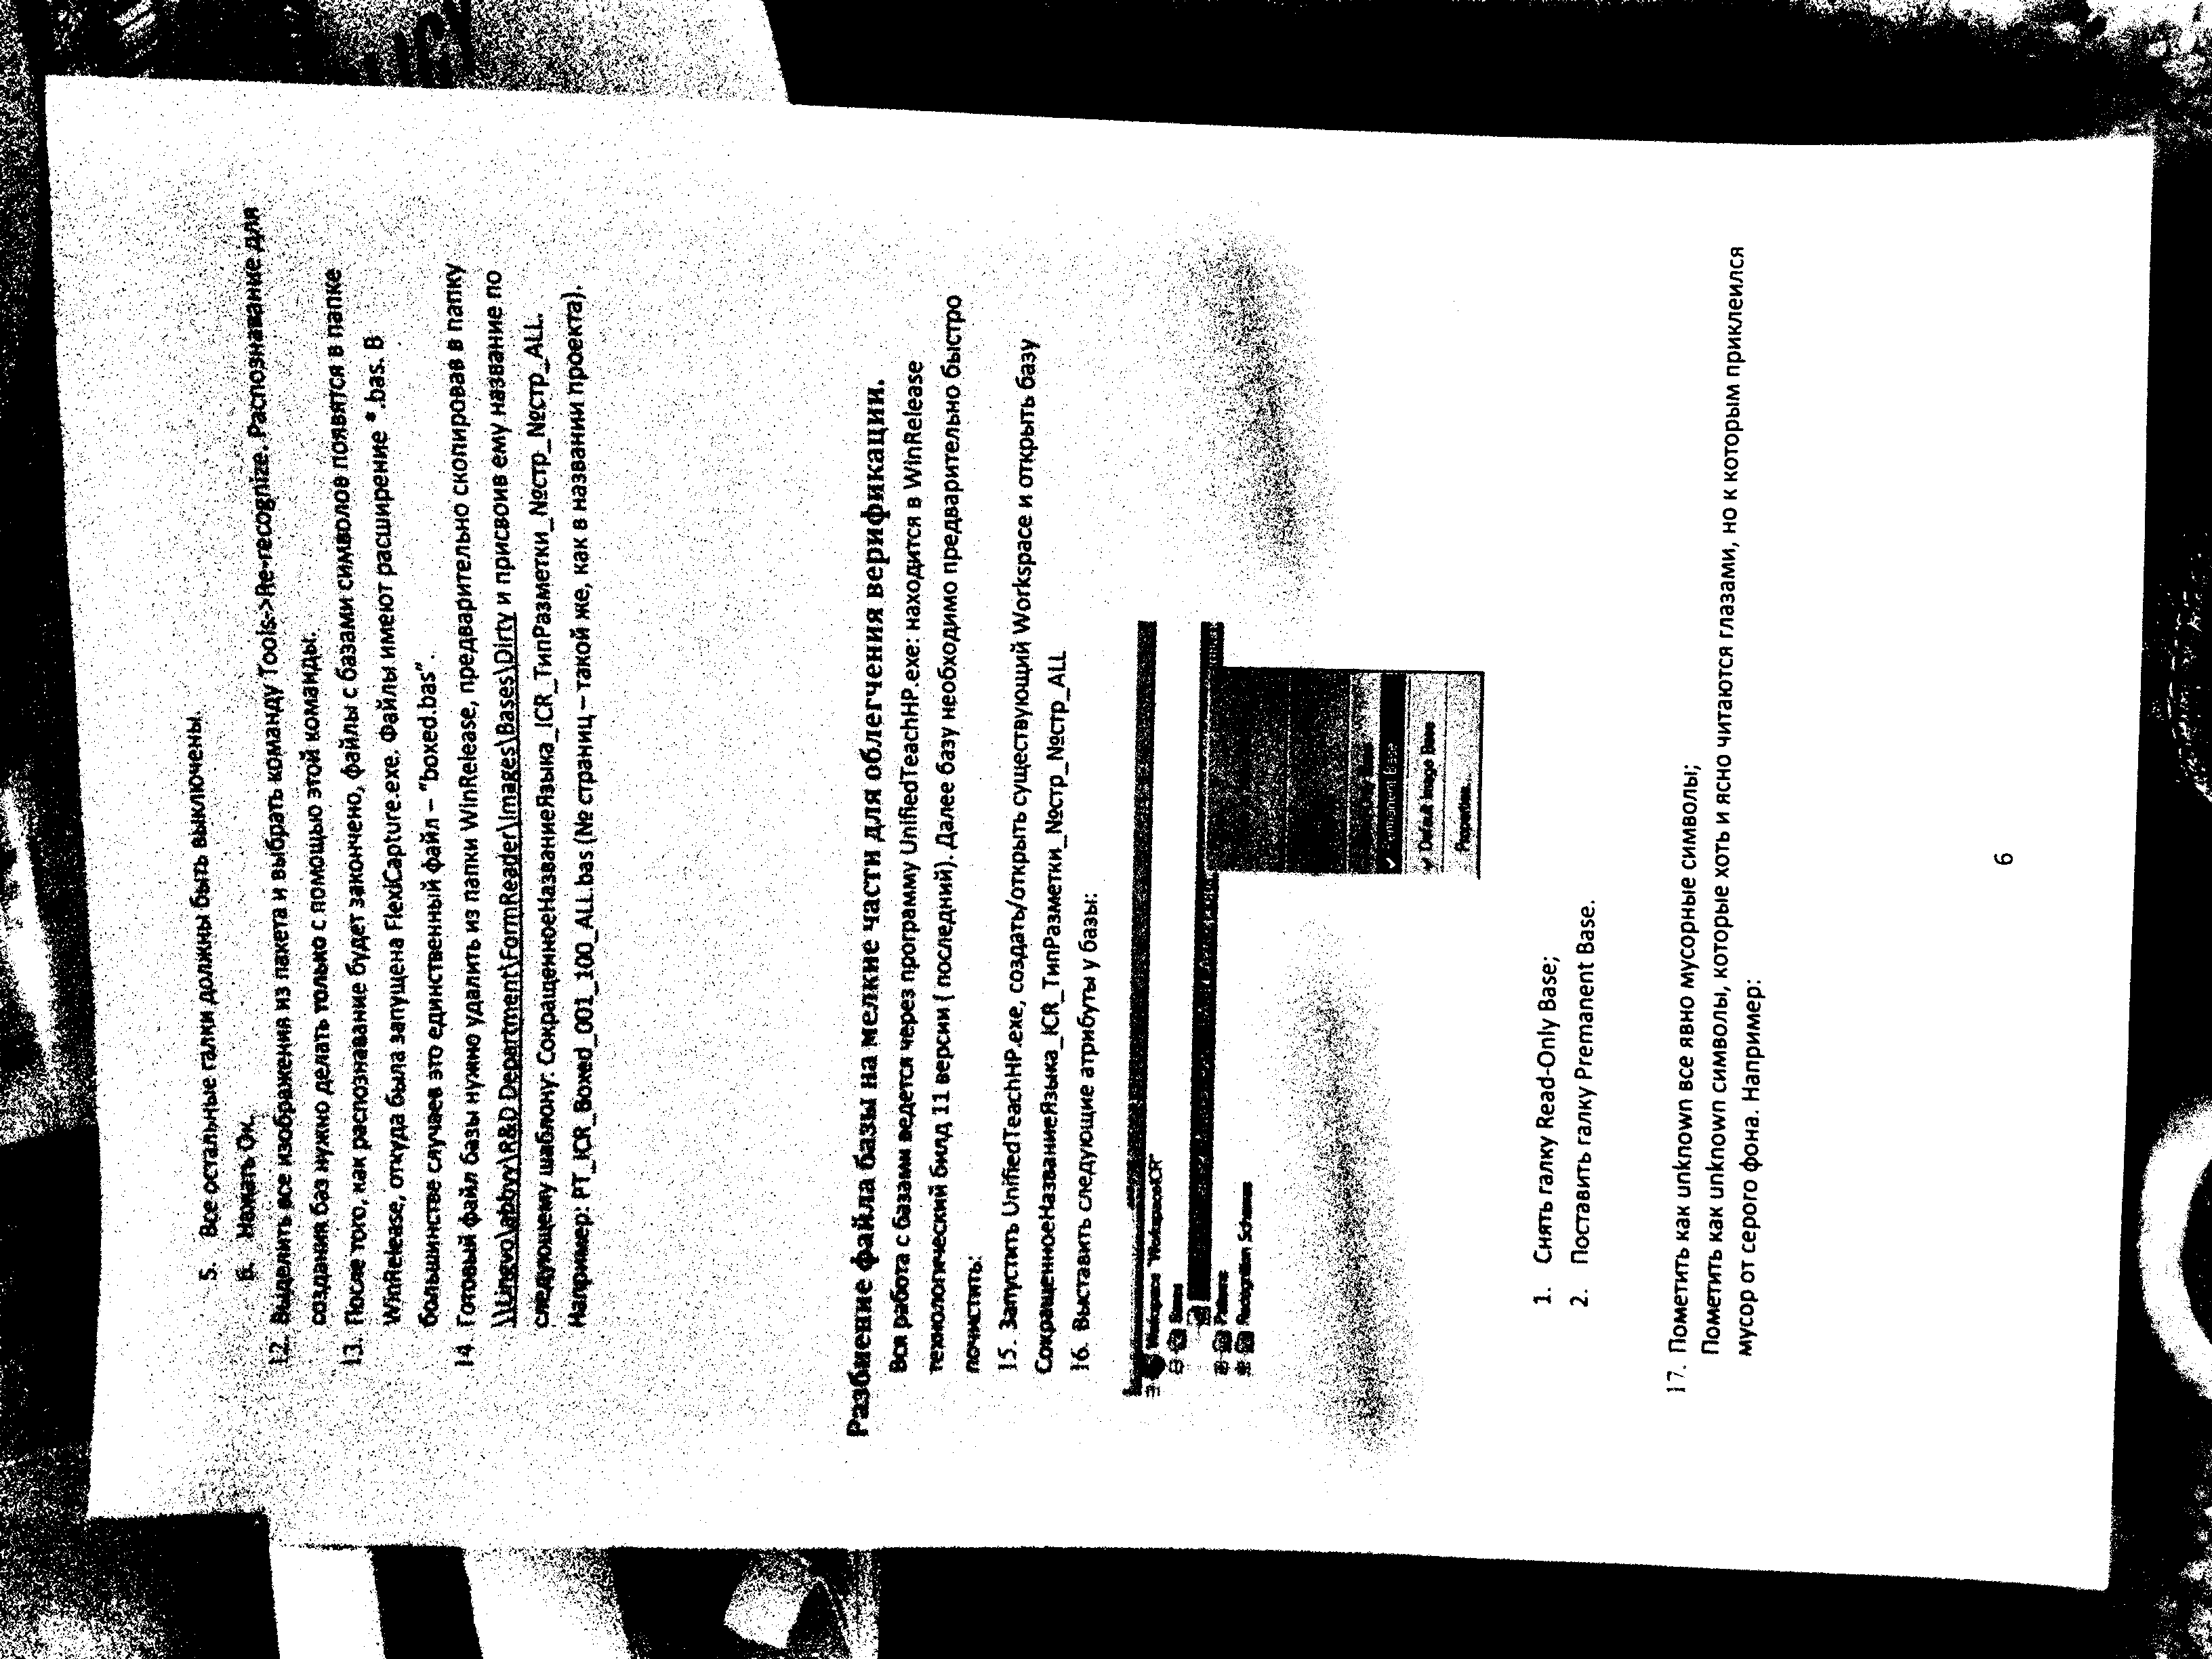 5. Все остальные галки должны быть выключены.
6. Нажать Ок.
12. Выделить все изображения из пакета и выбрать команду Tools->Re-recognize. Распознавание для
создания баз нужно делать только с помощью этой команды.
13. После того, как распознавание будет закончено, файлы с базами символов появятся в папке
WinRelease, откуда была запущена FlexiCapture.exe. Файлы имеют расширение *.bas. В
большинстве случаев это единственный файл – "boxed.bas".
14. Готовый файл базы нужно удалить из папки WinRelease, предварительно скопировав в папку
\\Lingvo\abbyy\R&D Department\FormReader\Images\Bases\Dirty и присвоив ему название по
следующему шаблону: СокращенноеНазваниеЯзыка_ICR_ТипРазметки_№стр_№стр_ALL.
Например: PT_ICR_Boxed_001_100_ALL.bas (№ страниц – такой же, как в названии проекта).
Разбиение файла базы на мелкие части для облегчения верификации.
Вся работа с базами ведется через программу UnifiedTeachHP.exe: находится в WinRelease
технологический билд 11 версии ( последний). Далее базу необходимо предварительно быстро
почистить:
15. Запустить UnifiedTeachHP.exe, создать/открыть существующий Workspace и открыть базу
СокращенноеНазваниеЯзыка_ICR_ТипРазметки_№стр_№стр_ALL
16. Выставить следующие атрибуты у базы:
Workspace "WorkspaceICR"
Bases
Patterns
Recognition Schemes
Base
Permanent Base
Default Image Base
Properties...
1. Снять галку Read-Only Base;
2. Поставить галку Premanent Base.
17. Пометить как unknown все явно мусорные символы;
Пометить как unknown символы, которые хоть и ясно читаются глазами, но к которым приклеился
мусор от серого фона. Например:
6